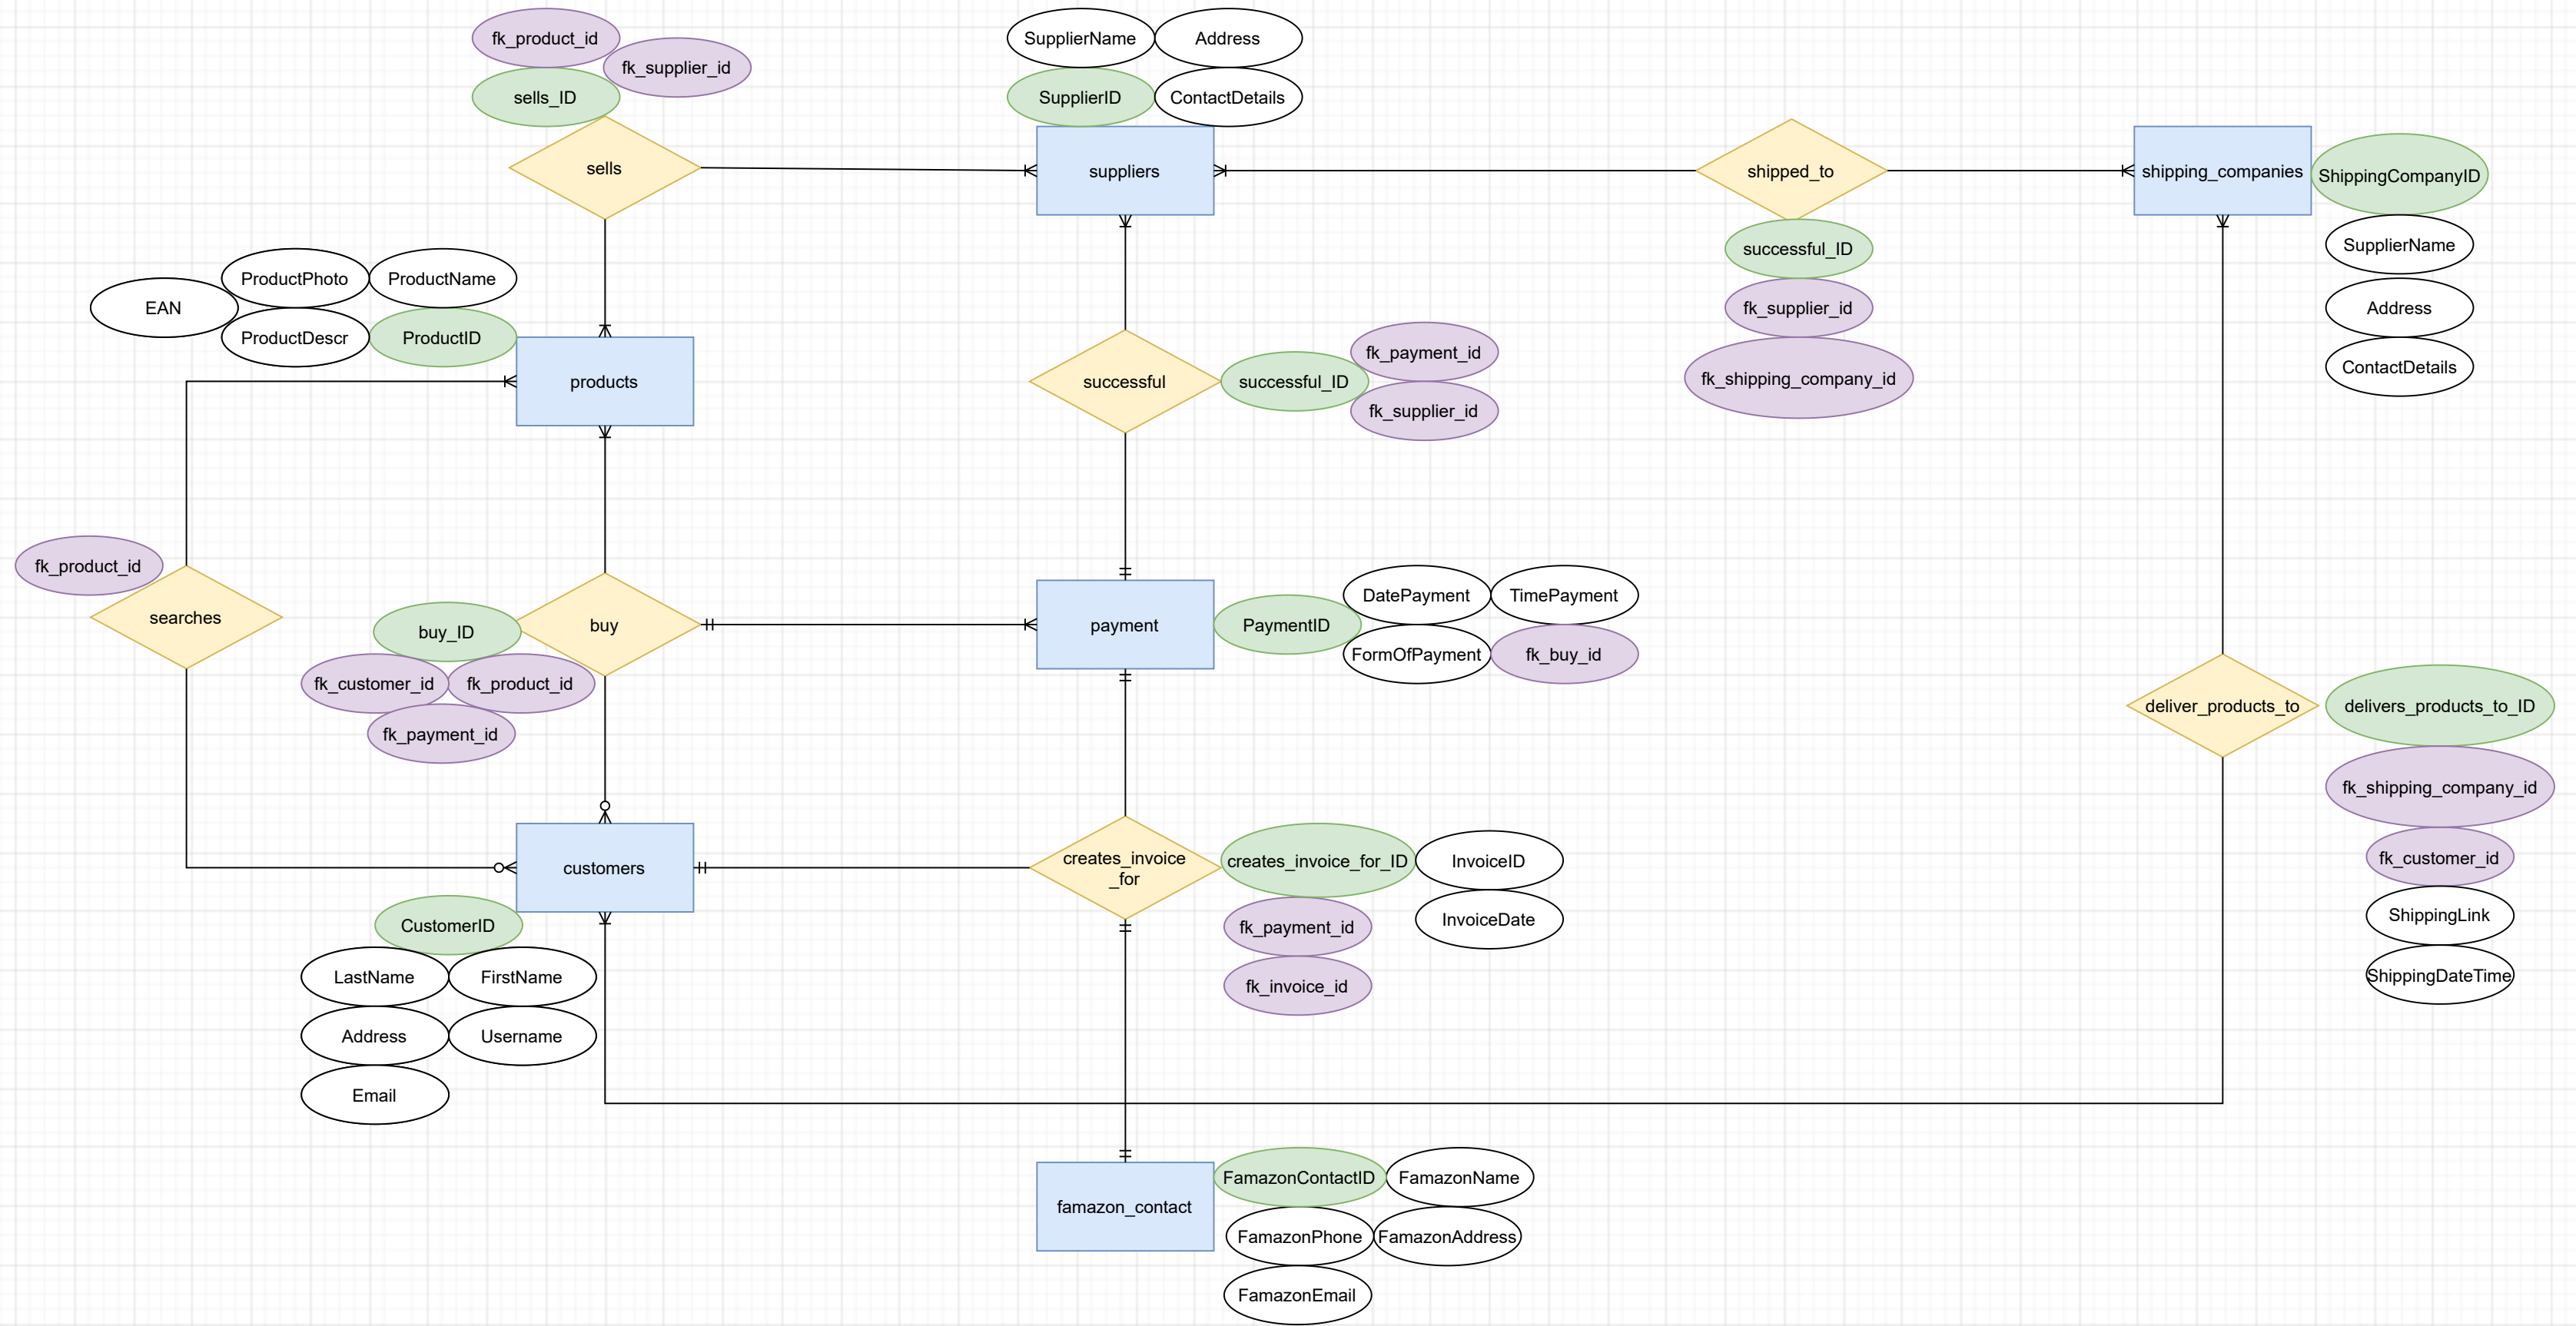 fk_product_id
fk_supplier_id
sells_ID
sells
SupplierName
Address
SupplierID
ContactDetails
suppliers
shipped_to
successful_ID
fk_supplier_id
fk_shipping_company_id
shipping_companies
ShippingCompanyID
SupplierName
Address
ContactDetails
EAN
ProductPhoto
ProductName
ProductDescr
ProductID
products
successful
successful_ID
fk_payment_id
fk_supplier_id
fk_product_id
searches
buy_ID
buy
fk_customer_id
fk_product_id
fk_payment_id
payment
PaymentID
DatePayment
TimePayment
FormOfPayment
fk_buy_id
deliver_products_to
delivers_products_to_ID
fk_shipping_company_id
fk_customer_id
ShippingLink
ShippingDateTime
customers
CustomerID
LastName
FirstName
Address
Username
Email
creates_invoice
_for
creates_invoice_for_ID
InvoiceID
InvoiceDate
fk_payment_id
fk_invoice_id
famazon_contact
FamazonContactID
FamazonName
FamazonPhone
FamazonAddress
FamazonEmail